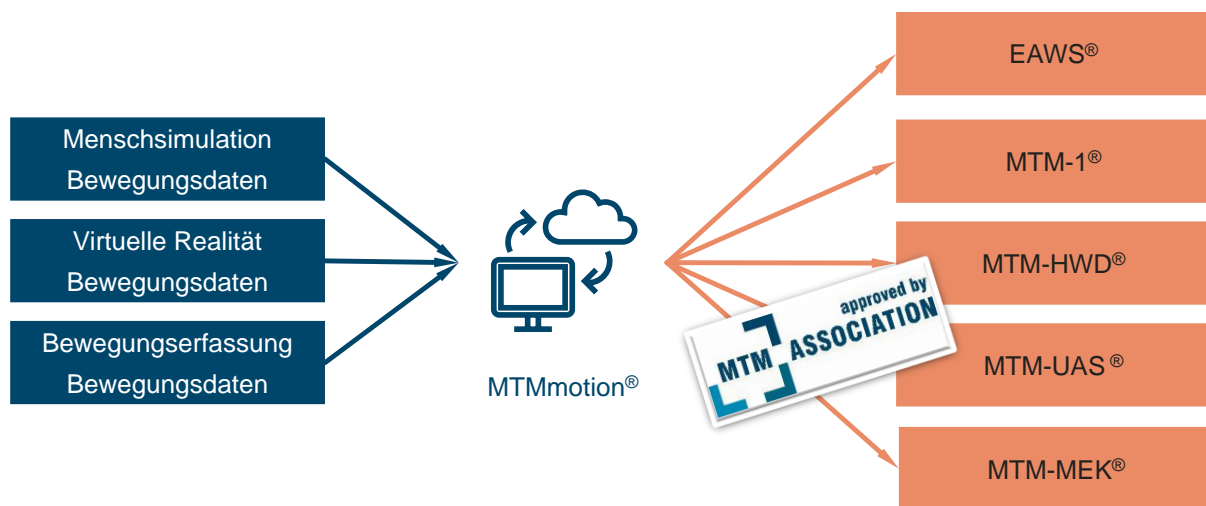 Menschsimulation
Bewegungsdaten
Virtuelle Realität
Bewegungsdaten
Bewegungserfassung
Bewegungsdaten
MTMmotion®
EAWS®
MTM-1®
MTM-HWD®
MTM-UAS ®
MTM-MEK®
approved by
MTM ASSOCIATION